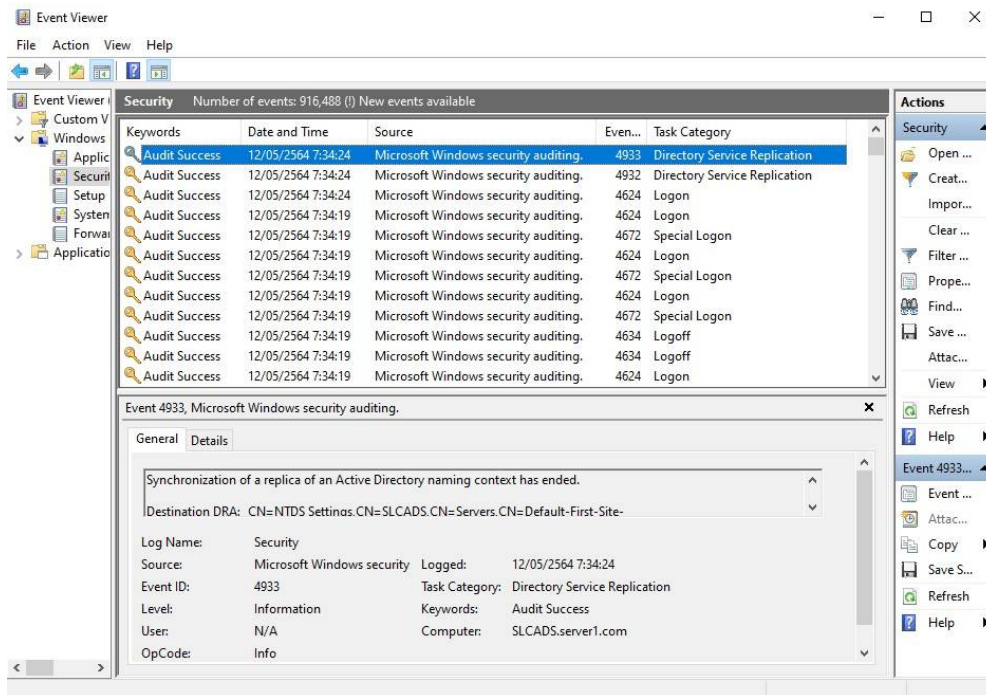 Event Viewer
File Action View Help
Event Viewer
Custom V
Windows
Applic
Securit
Setup
System
Forwar
Applicatio
Security Number of events: 916,488 (!) New events available
Keywords Date and Time Source Even... Task Category
Audit Success 12/05/2564 7:34:24 Microsoft Windows security auditing. 4933 Directory Service Replication
Audit Success 12/05/2564 7:34:24 Microsoft Windows security auditing. 4932 Directory Service Replication
Audit Success 12/05/2564 7:34:24 Microsoft Windows security auditing. 4624 Logon
Audit Success 12/05/2564 7:34:19 Microsoft Windows security auditing. 4624 Logon
Audit Success 12/05/2564 7:34:19 Microsoft Windows security auditing. 4672 Special Logon
Audit Success 12/05/2564 7:34:19 Microsoft Windows security auditing. 4624 Logon
Audit Success 12/05/2564 7:34:19 Microsoft Windows security auditing. 4672 Special Logon
Audit Success 12/05/2564 7:34:19 Microsoft Windows security auditing. 4624 Logon
Audit Success 12/05/2564 7:34:19 Microsoft Windows security auditing. 4672 Special Logon
Audit Success 12/05/2564 7:34:19 Microsoft Windows security auditing. 4634 Logoff
Audit Success 12/05/2564 7:34:19 Microsoft Windows security auditing. 4634 Logoff
Audit Success 12/05/2564 7:34:19 Microsoft Windows security auditing. 4624 Logon
Event 4933, Microsoft Windows security auditing.
General Details
Synchronization of a replica of an Active Directory naming context has ended.
Destination DRA: CN=NTDS Settings,CN=SLCADS,CN=Servers,CN=Default-First-Site-
Log Name: Security
Source: Microsoft Windows security Logged: 12/05/2564 7:34:24
Event ID: 4933 Task Category: Directory Service Replication
Level: Information Keywords: Audit Success
User: N/A Computer: SLCADS.server1.com
OpCode: Info
Actions
Security
Open ...
Creat...
Impor...
Clear ...
Filter ...
Prope...
Find...
Save ...
Attac...
View
Refresh
Help
Event 4933...
Event ...
Attac...
Copy
Save S...
Refresh
Help